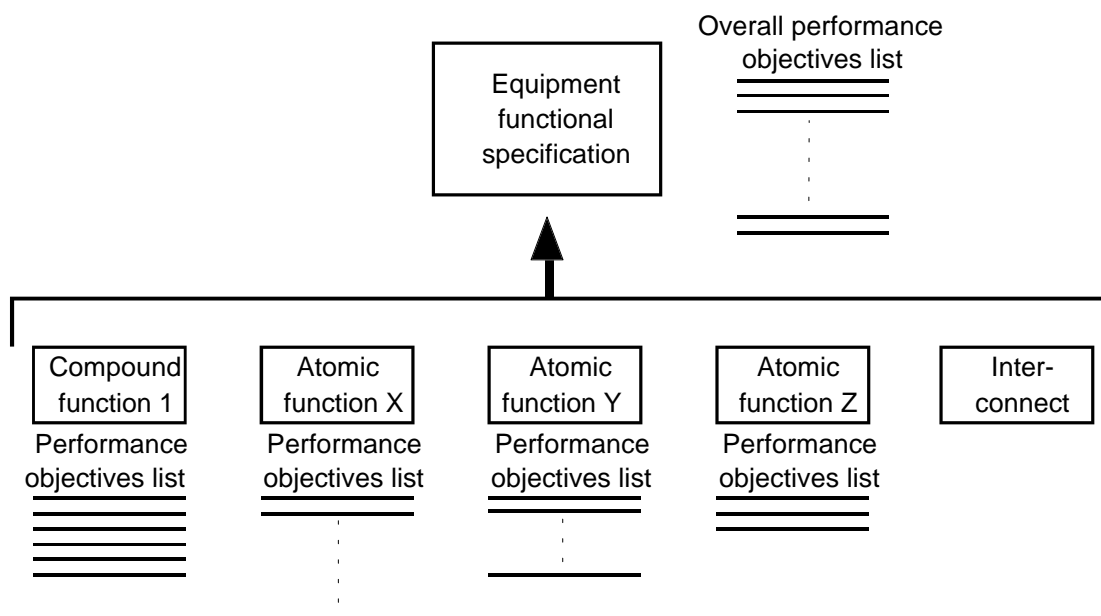 Overall performance
objectives list
Equipment
functional
specification
Compound
function 1
Performance
objectives list
Atomic
function X
Performance
objectives list
Atomic
function Y
Performance
objectives list
Atomic
function Z
Performance
objectives list
Inter-
connect